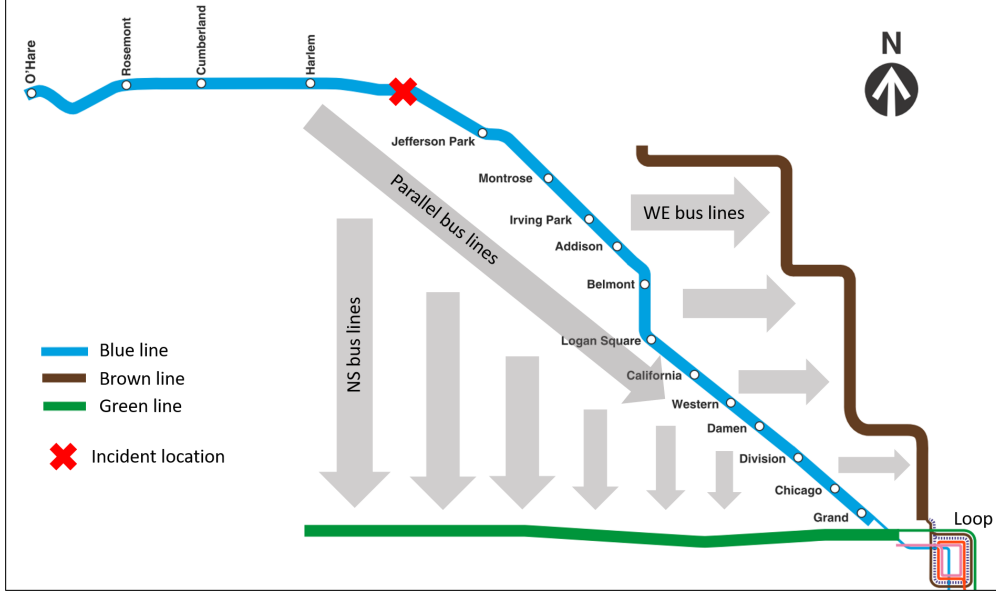 O'Hare
Rosemont
Cumberland
Harlem
N
Jefferson Park
Montrose
Parallel bus lines
WE bus lines
Irving Park
Addison
Belmont
NS bus lines
Logan Square
Blue line
California
Brown line
Western
Green line
Damen
Incident location
Division
Chicago
Grand
Loop